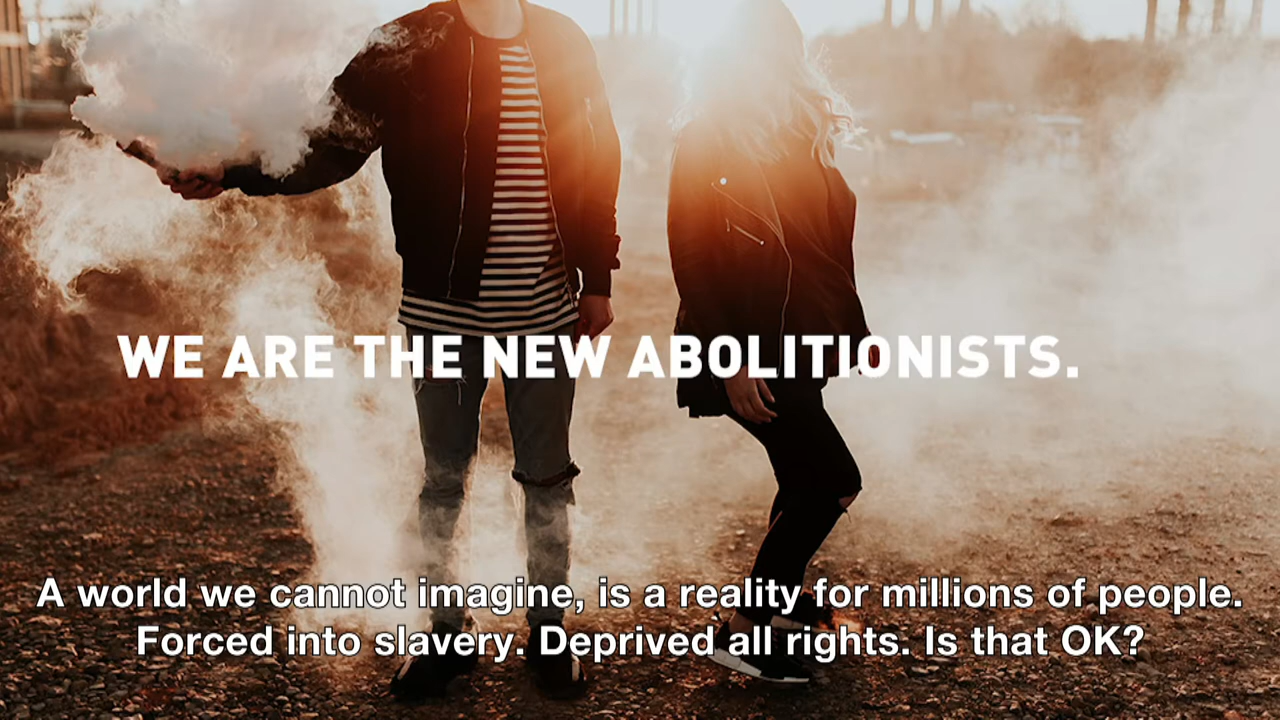 WE ARE THE NEW ABOLITIONISTS.
A world we cannot imagine, is a reality for millions of people.
Forced into slavery. Deprived all rights. Is that OK?